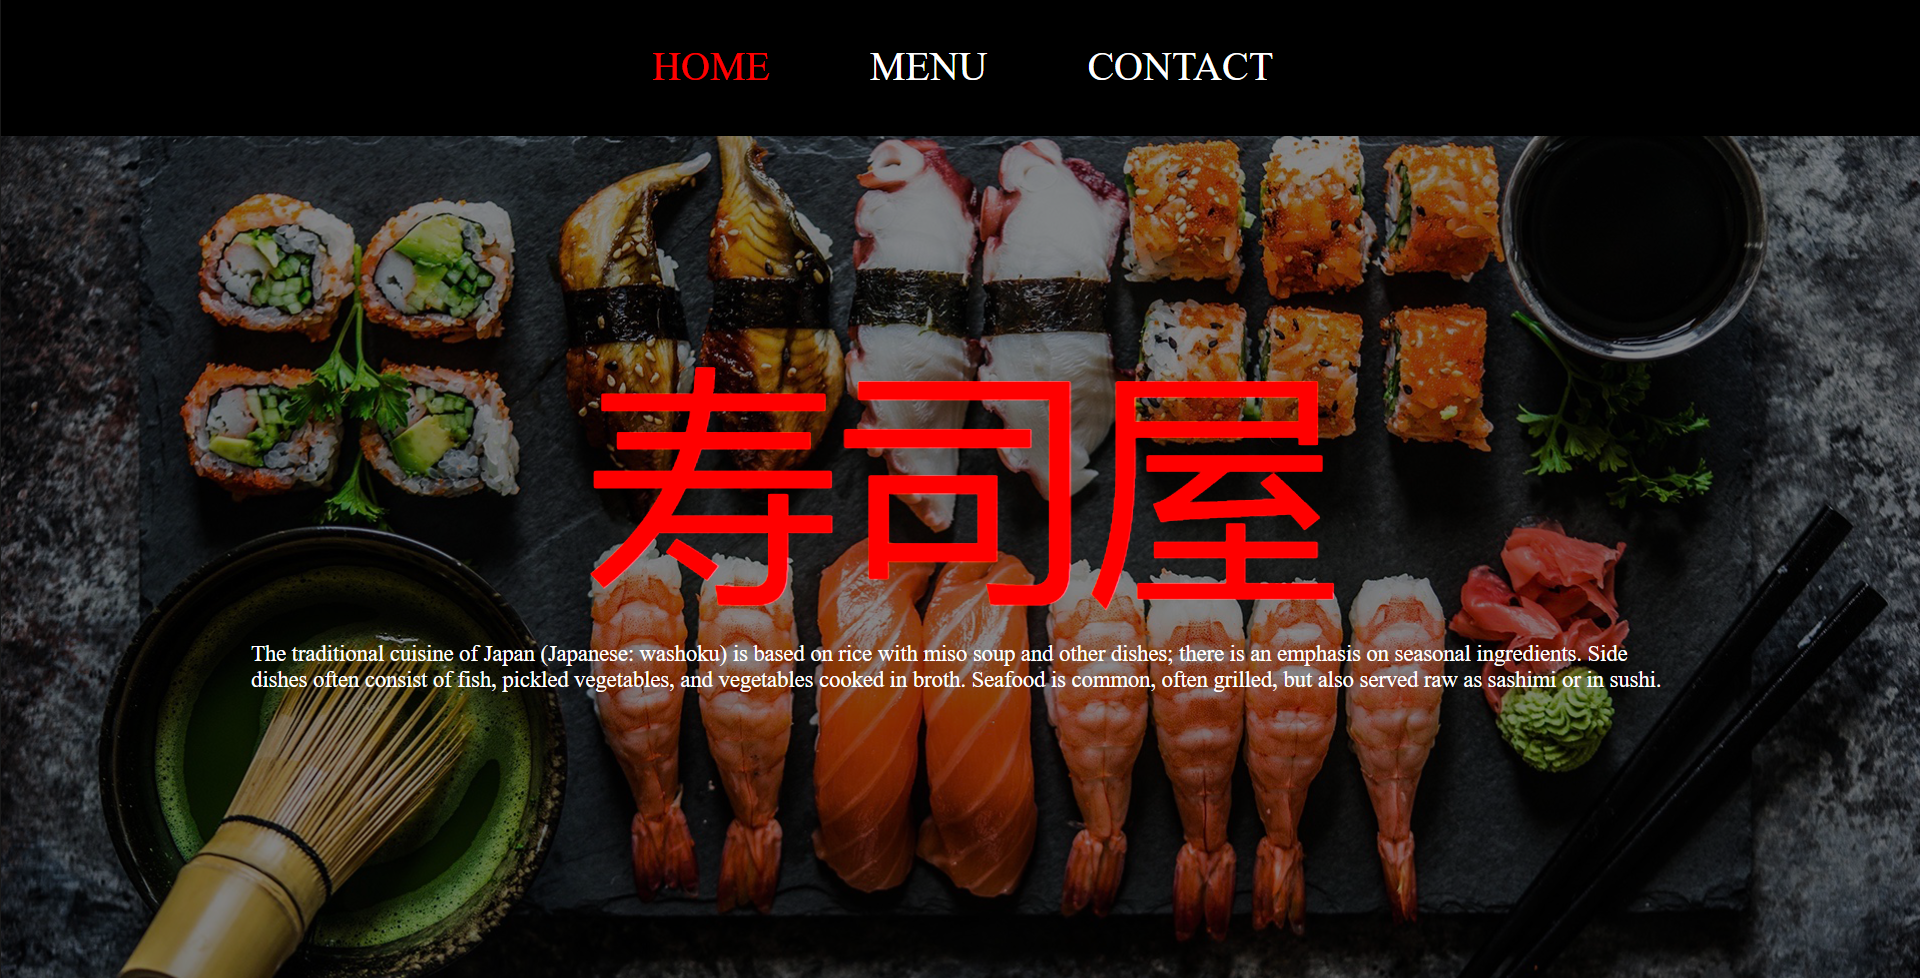 HOME MENU CONTACT
寿司屋
The traditional cuisine of Japan (Japanese: washoku) is based on rice with miso soup and other dishes; there is an emphasis on seasonal ingredients. Side
dishes often consist of fish, pickled vegetables, and vegetables cooked in broth. Seafood is common, often grilled, but also served raw as sashimi or in sushi.